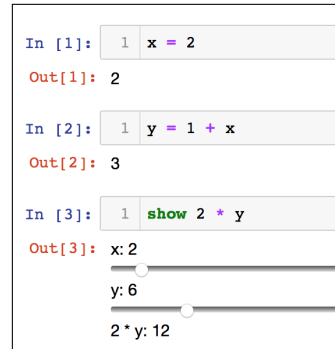 In [1]: 1 x = 2
Out[1]: 2
In [2]: 1 y = 1 + x
Out[2]: 3
In [3]: 1 show 2 * y
Out[3]: x: 2
y: 6
2 * y: 12